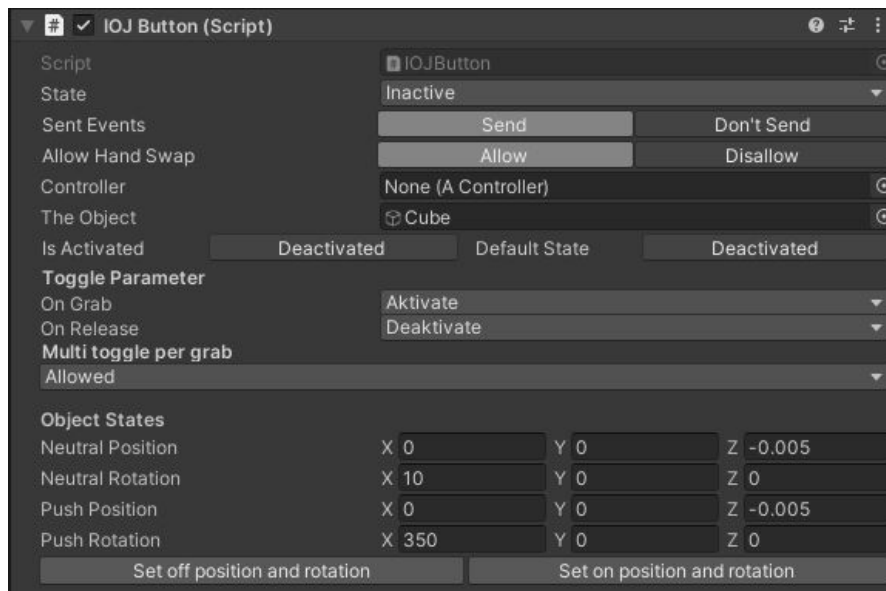 # IOJ Button (Script)
Script IOJButton
State Inactive
Sent Events Send Don't Send
Allow Hand Swap Allow Disallow
Controller None (A Controller)
The Object Cube
Is Activated Deactivated Default State Deactivated
Toggle Parameter
On Grab Aktivate
On Release Deaktivate
Multi toggle per grab
Allowed
Object States
Neutral Position X 0 Y 0 Z -0.005
Neutral Rotation X 10 Y 0 Z 0
Push Position X 0 Y 0 Z -0.005
Push Rotation X 350 Y 0 Z 0
Set off position and rotation Set on position and rotation